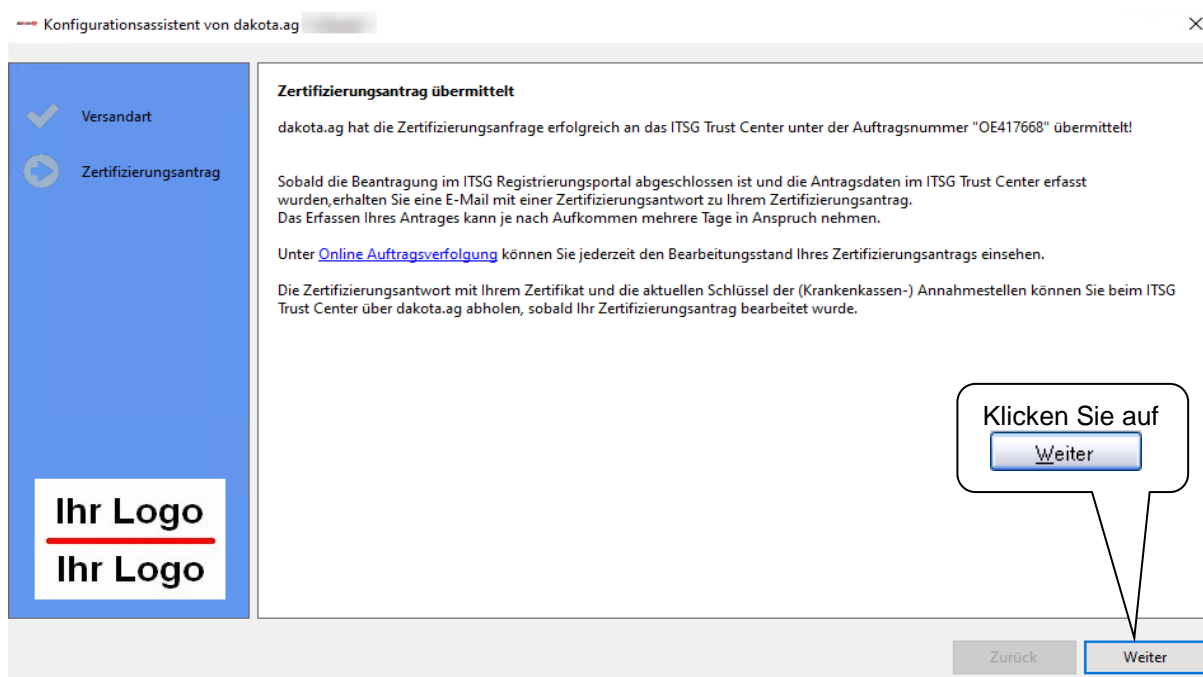 Konfigurationsassistent von dakota.ag
Versandart
Zertifizierungsantrag
Zertifizierungsantrag übermittelt
dakota.ag hat die Zertifizierungsanfrage erfolgreich an das ITSG Trust Center unter der Auftragsnummer "OE417668" übermittelt!
Sobald die Beantragung im ITSG Registrierungsportal abgeschlossen ist und die Antragsdaten im ITSG Trust Center erfasst
wurden,erhalten Sie eine E-Mail mit einer Zertifizierungsantwort zu Ihrem Zertifizierungsantrag.
Das Erfassen Ihres Antrages kann je nach Aufkommen mehrere Tage in Anspruch nehmen.
Unter Online Auftragsverfolgung können Sie jederzeit den Bearbeitungsstand Ihres Zertifizierungsantrags einsehen.
Die Zertifizierungsantwort mit Ihrem Zertifikat und die aktuellen Schlüssel der (Krankenkassen-) Annahmestellen können Sie beim ITSG
Trust Center über dakota.ag abholen, sobald Ihr Zertifizierungsantrag bearbeitet wurde.
Klicken Sie auf
Weiter
Ihr Logo
Ihr Logo
Zurück
Weiter